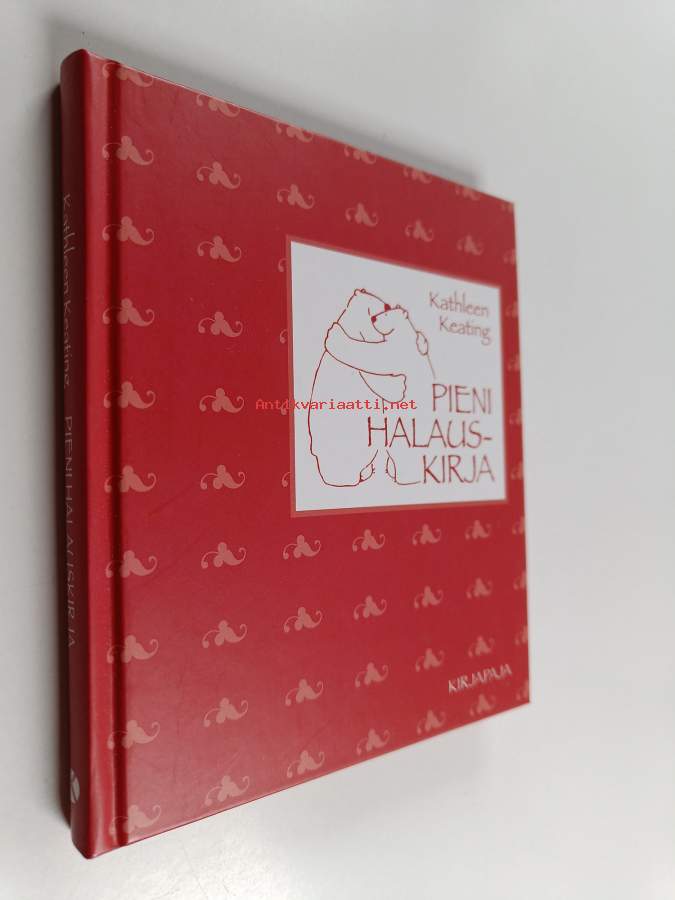 Kathleen Keating PIENI HALAUSKIRJA
Kathleen
Keating
PIENI
HALAUS-
KIRJA
Antikvariaatti.net
KIRJAPAJA